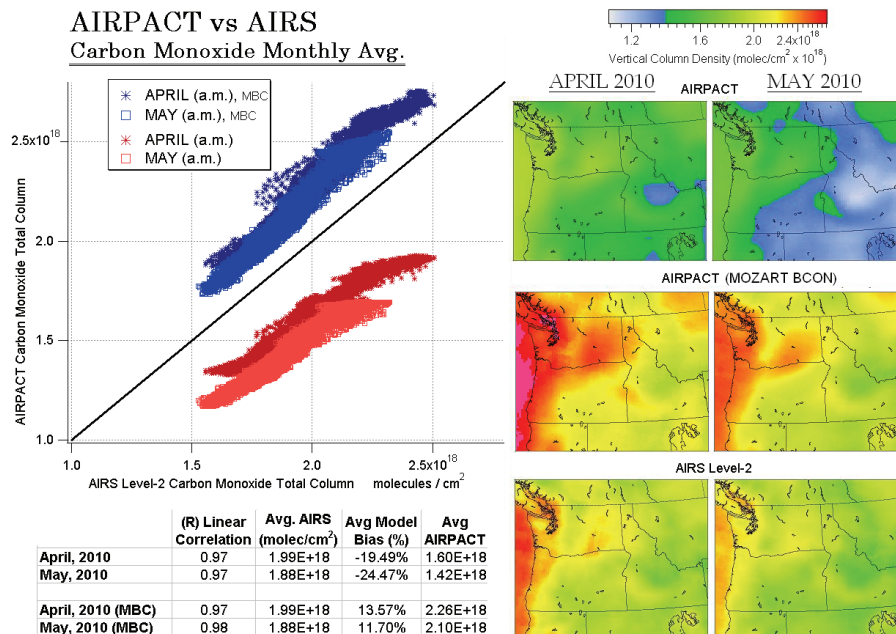 AIRPACT vs AIRS
Carbon Monoxide Monthly Avg.
APRIL (a.m.), MBC
MAY (a.m.), MBC
APRIL (a.m.)
MAY (a.m.)
AIRPACT Carbon Monoxide Total Column
2.5x10^18
2.0
1.5
1.0
1.0 1.5 2.0 2.5x10^18
AIRS Level-2 Carbon Monoxide Total Column molecules / cm^2
(R) Linear Correlation Avg. AIRS (molec/cm^2) Avg Model Bias (%) Avg AIRPACT
April, 2010 0.97 1.99E+18 -19.49% 1.60E+18
May, 2010 0.97 1.88E+18 -24.47% 1.42E+18
April, 2010 (MBC) 0.97 1.99E+18 13.57% 2.26E+18
May, 2010 (MBC) 0.98 1.88E+18 11.70% 2.10E+18
1.2 1.6 2.0 2.4x10^18
Vertical Column Density (molec/cm^2 x 10^18)
APRIL 2010 MAY 2010
AIRPACT
AIRPACT (MOZART BCON)
AIRS Level-2